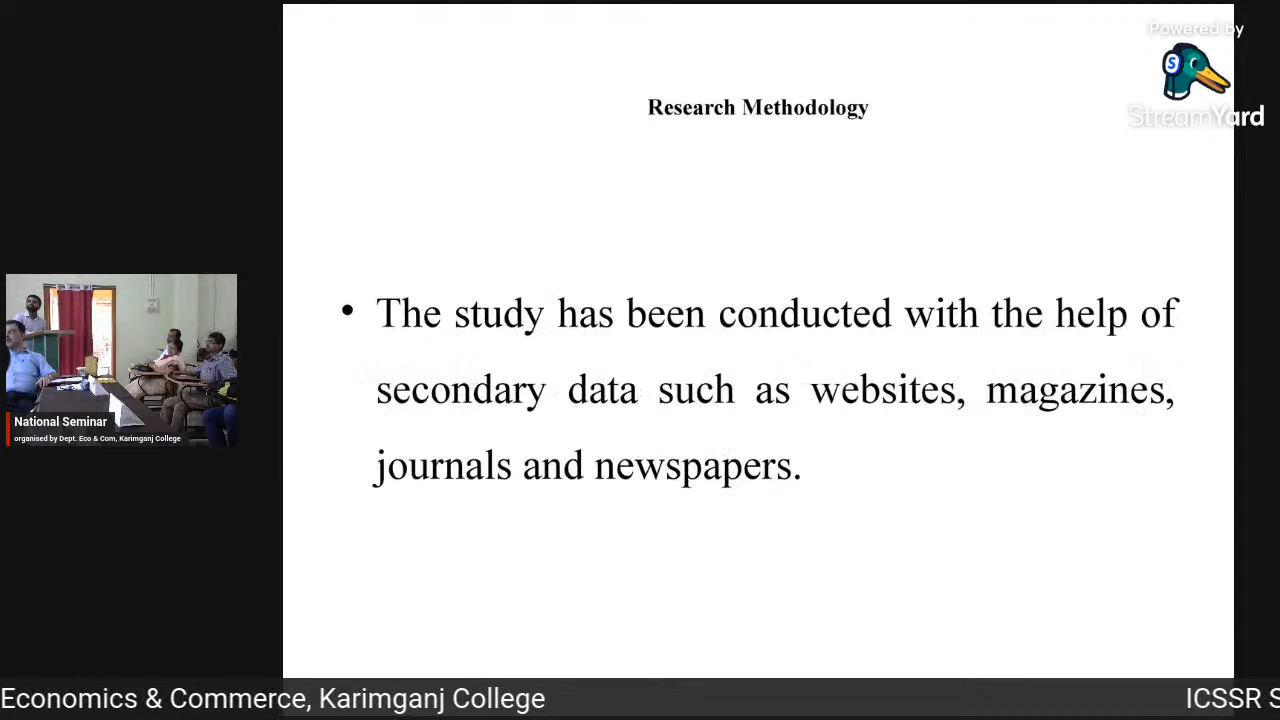 Powered by
S
StreamYard
Research Methodology
• The study has been conducted with the help of
secondary data such as websites, magazines,
journals and newspapers.
National Seminar
organised by Dept. Eco & Com, Karimganj College
Economics & Commerce, Karimganj College
ICSSR S